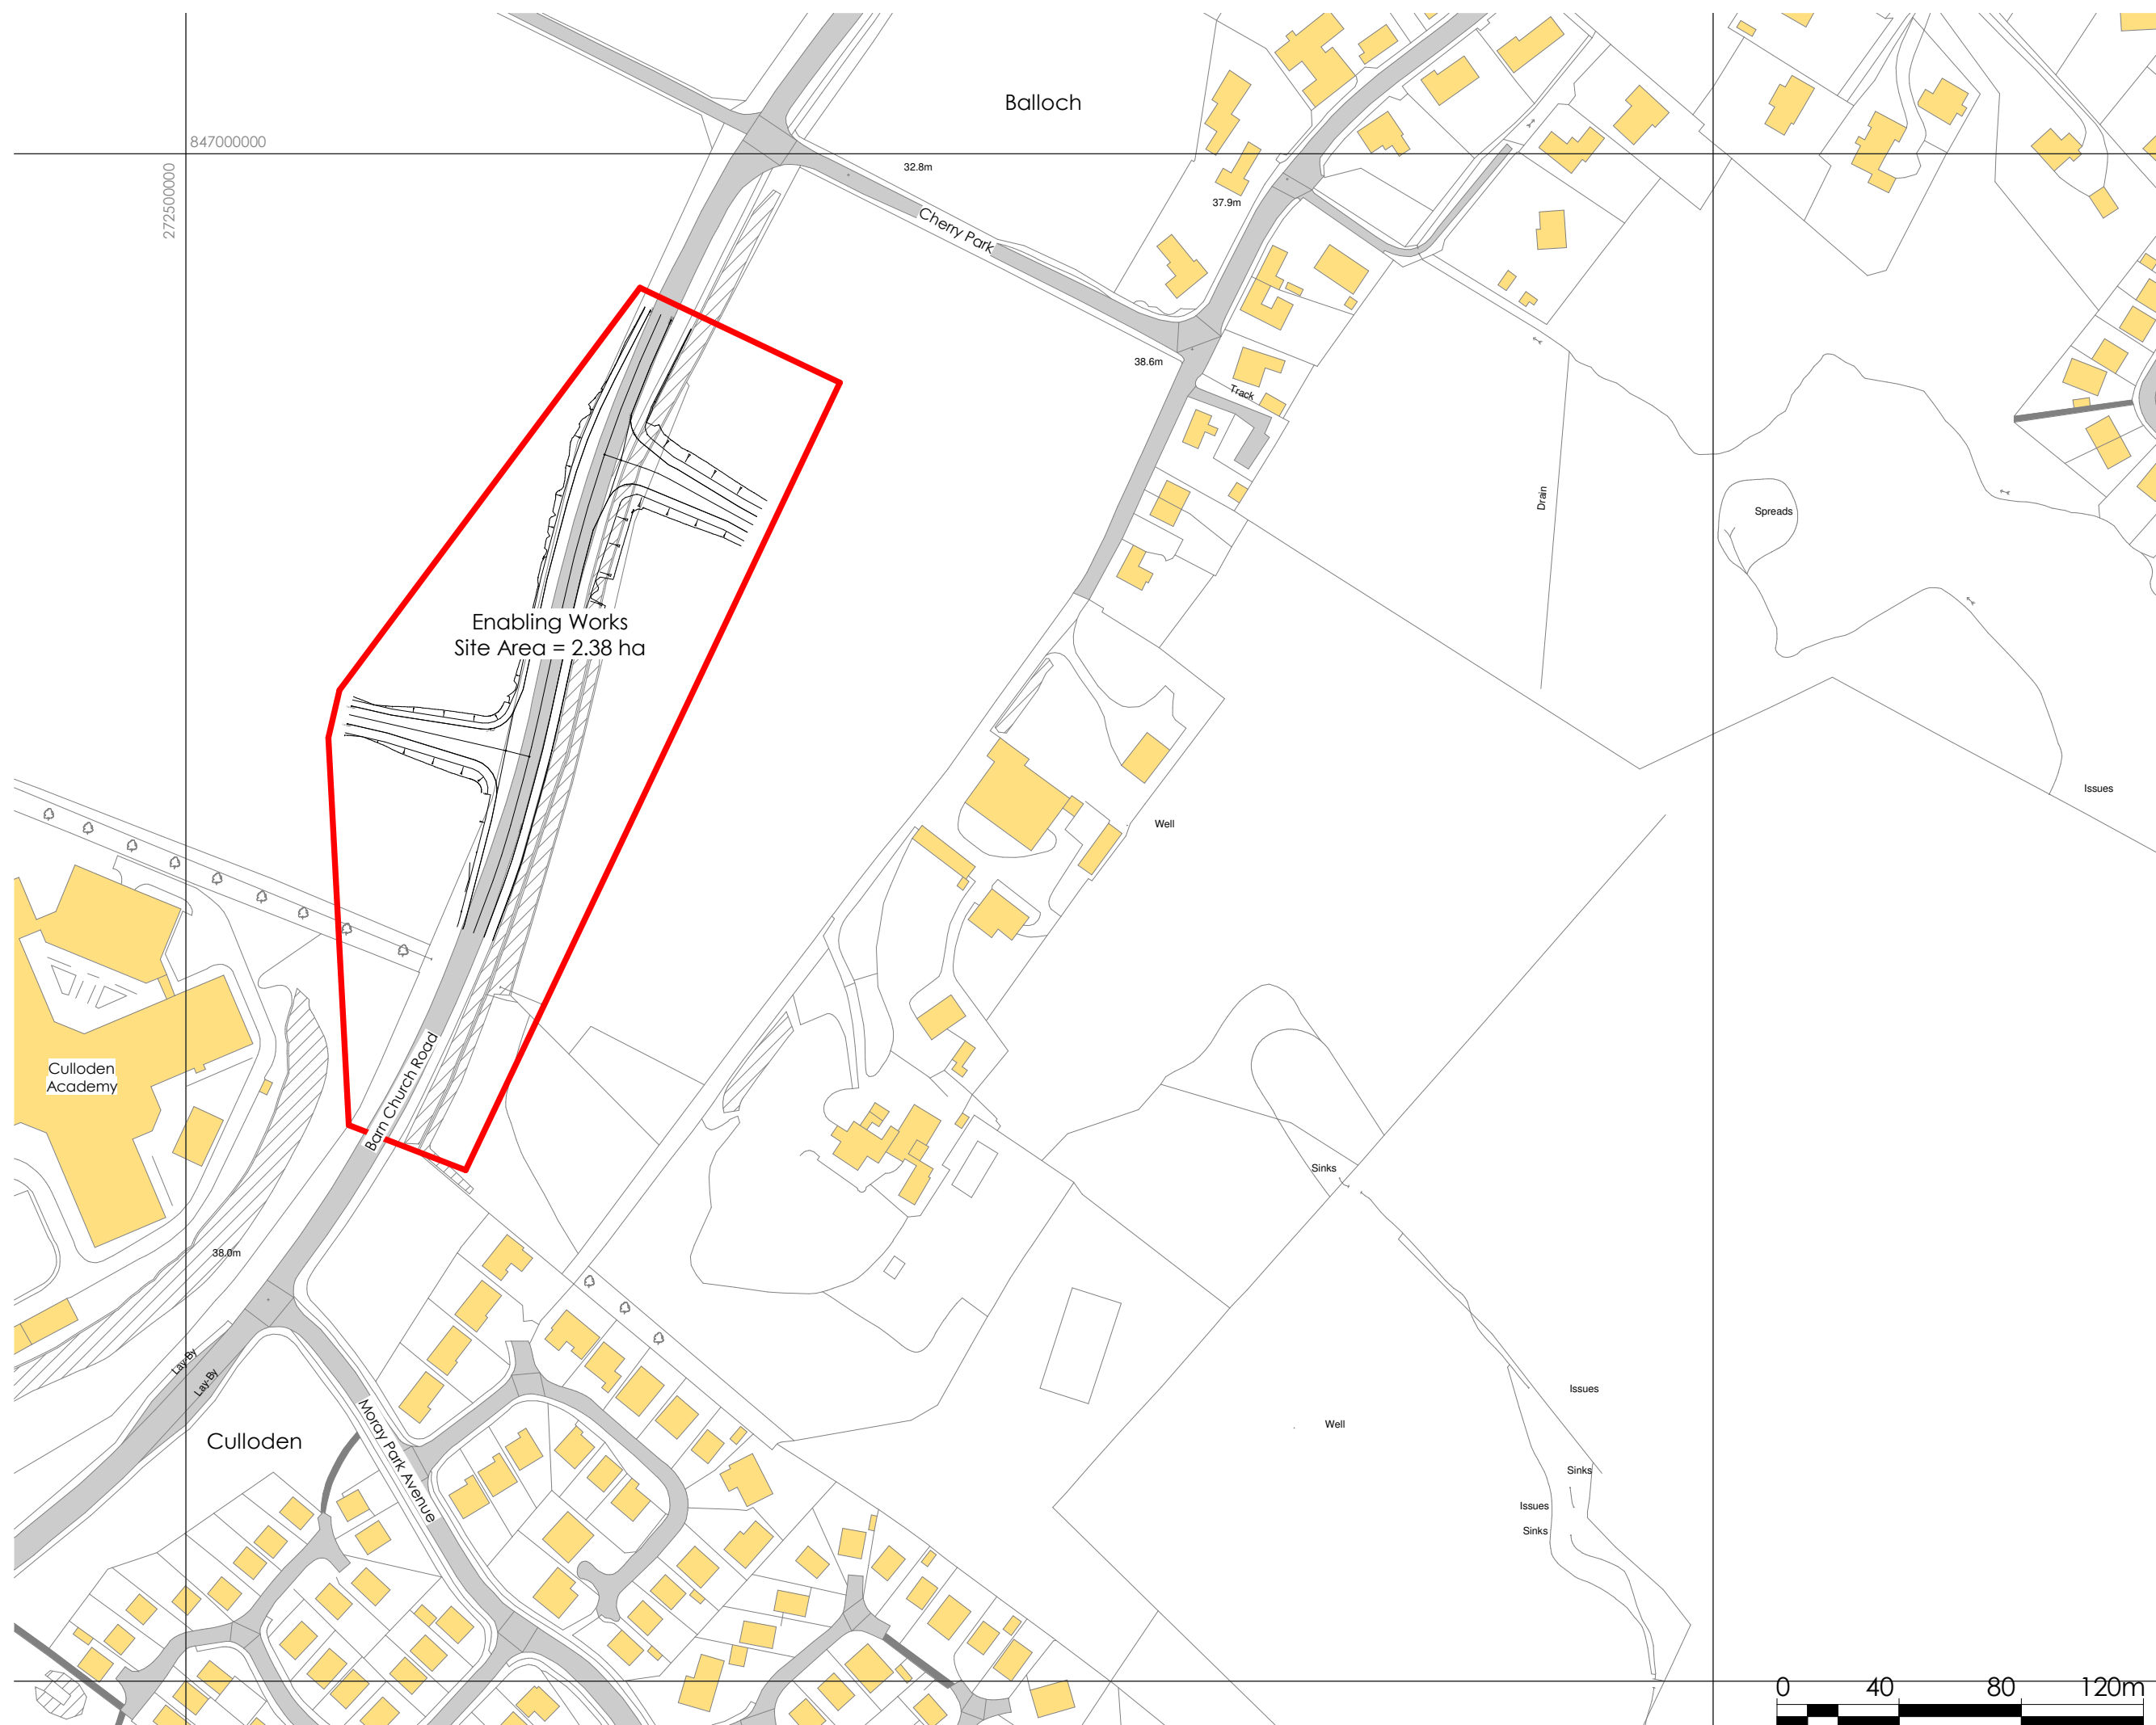 Balloch
847000000
272500000
32.8m
37.9m
Cherry Park
38.6m
Track
Drain
Spreads
Enabling Works
Site Area = 2.38 ha
Issues
Well
Culloden
Academy
Barn Church Road
Sinks
38.0m
Lay-By
Lay-By
Issues
Moray Park Avenue
Well
Culloden
Sinks
Issues
Sinks
0 40 80 120m